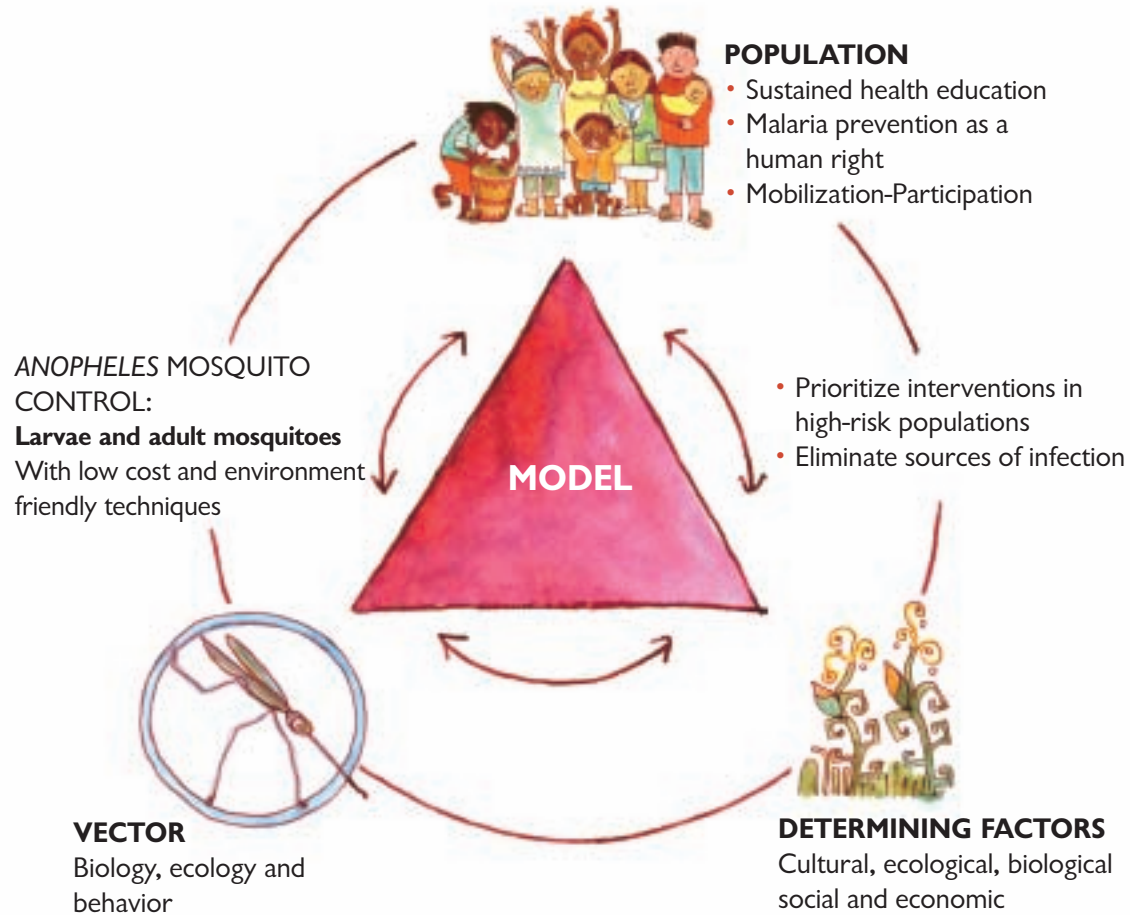 POPULATION
• Sustained health education
• Malaria prevention as a
human right
• Mobilization-Participation
ANOPHELES MOSQUITO
CONTROL:
Larvae and adult mosquitoes
With low cost and environment
friendly techniques
• Prioritize interventions in
high-risk populations
• Eliminate sources of infection
MODEL
VECTOR
Biology, ecology and
behavior
DETERMINING FACTORS
Cultural, ecological, biological
social and economic